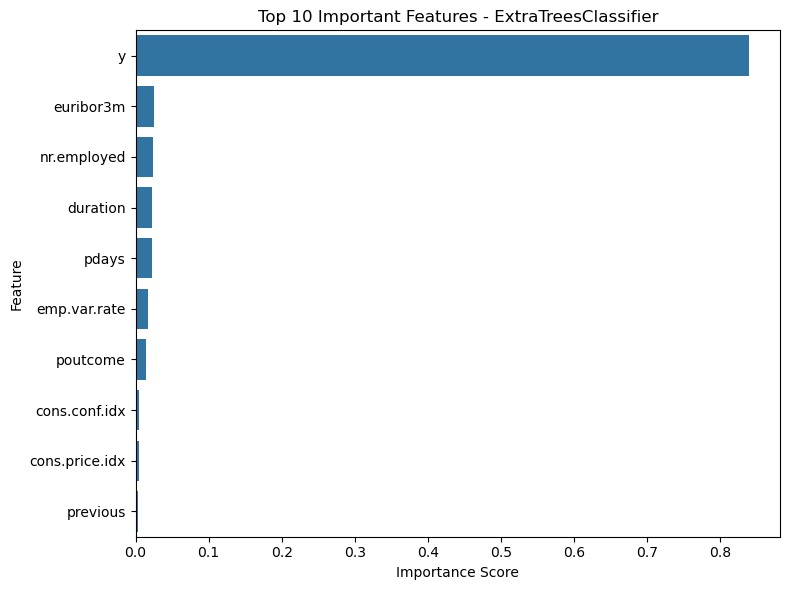 Top 10 Important Features - ExtraTreesClassifier
Feature
y
euribor3m
nr.employed
duration
pdays
emp.var.rate
poutcome
cons.conf.idx
cons.price.idx
previous
0.0 0.1 0.2 0.3 0.4 0.5 0.6 0.7 0.8
Importance Score